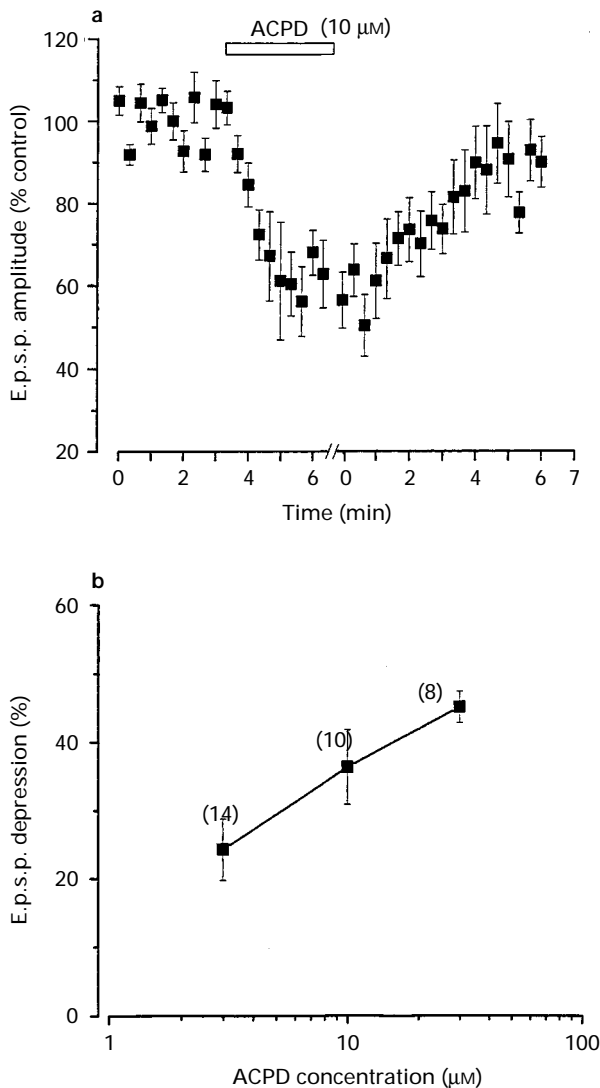 a
ACPD (10 µM)
120
100
80
60
40
20
E.p.s.p. amplitude (% control)
0 2 4 6 0 2 4 6 7
Time (min)
b
60
40
20
0
E.p.s.p. depression (%)
(14)
(10)
(8)
1 10 100
ACPD concentration (µM)